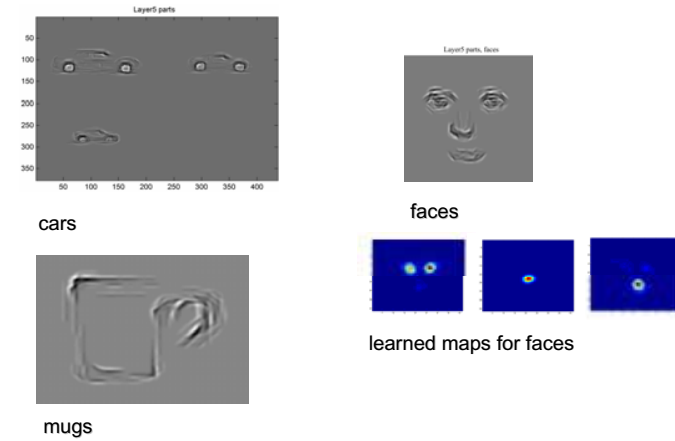 Layer5 parts
50
100
150
200
250
300
350
50 100 150 200 250 300 350 400
cars
Layer5 parts, faces
faces
learned maps for faces
mugs